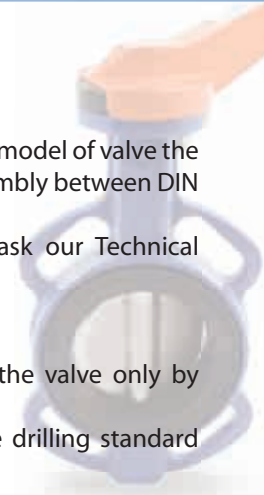 model of valve the
mbly between DIN
ask our Technical
the valve only by
e drilling standard